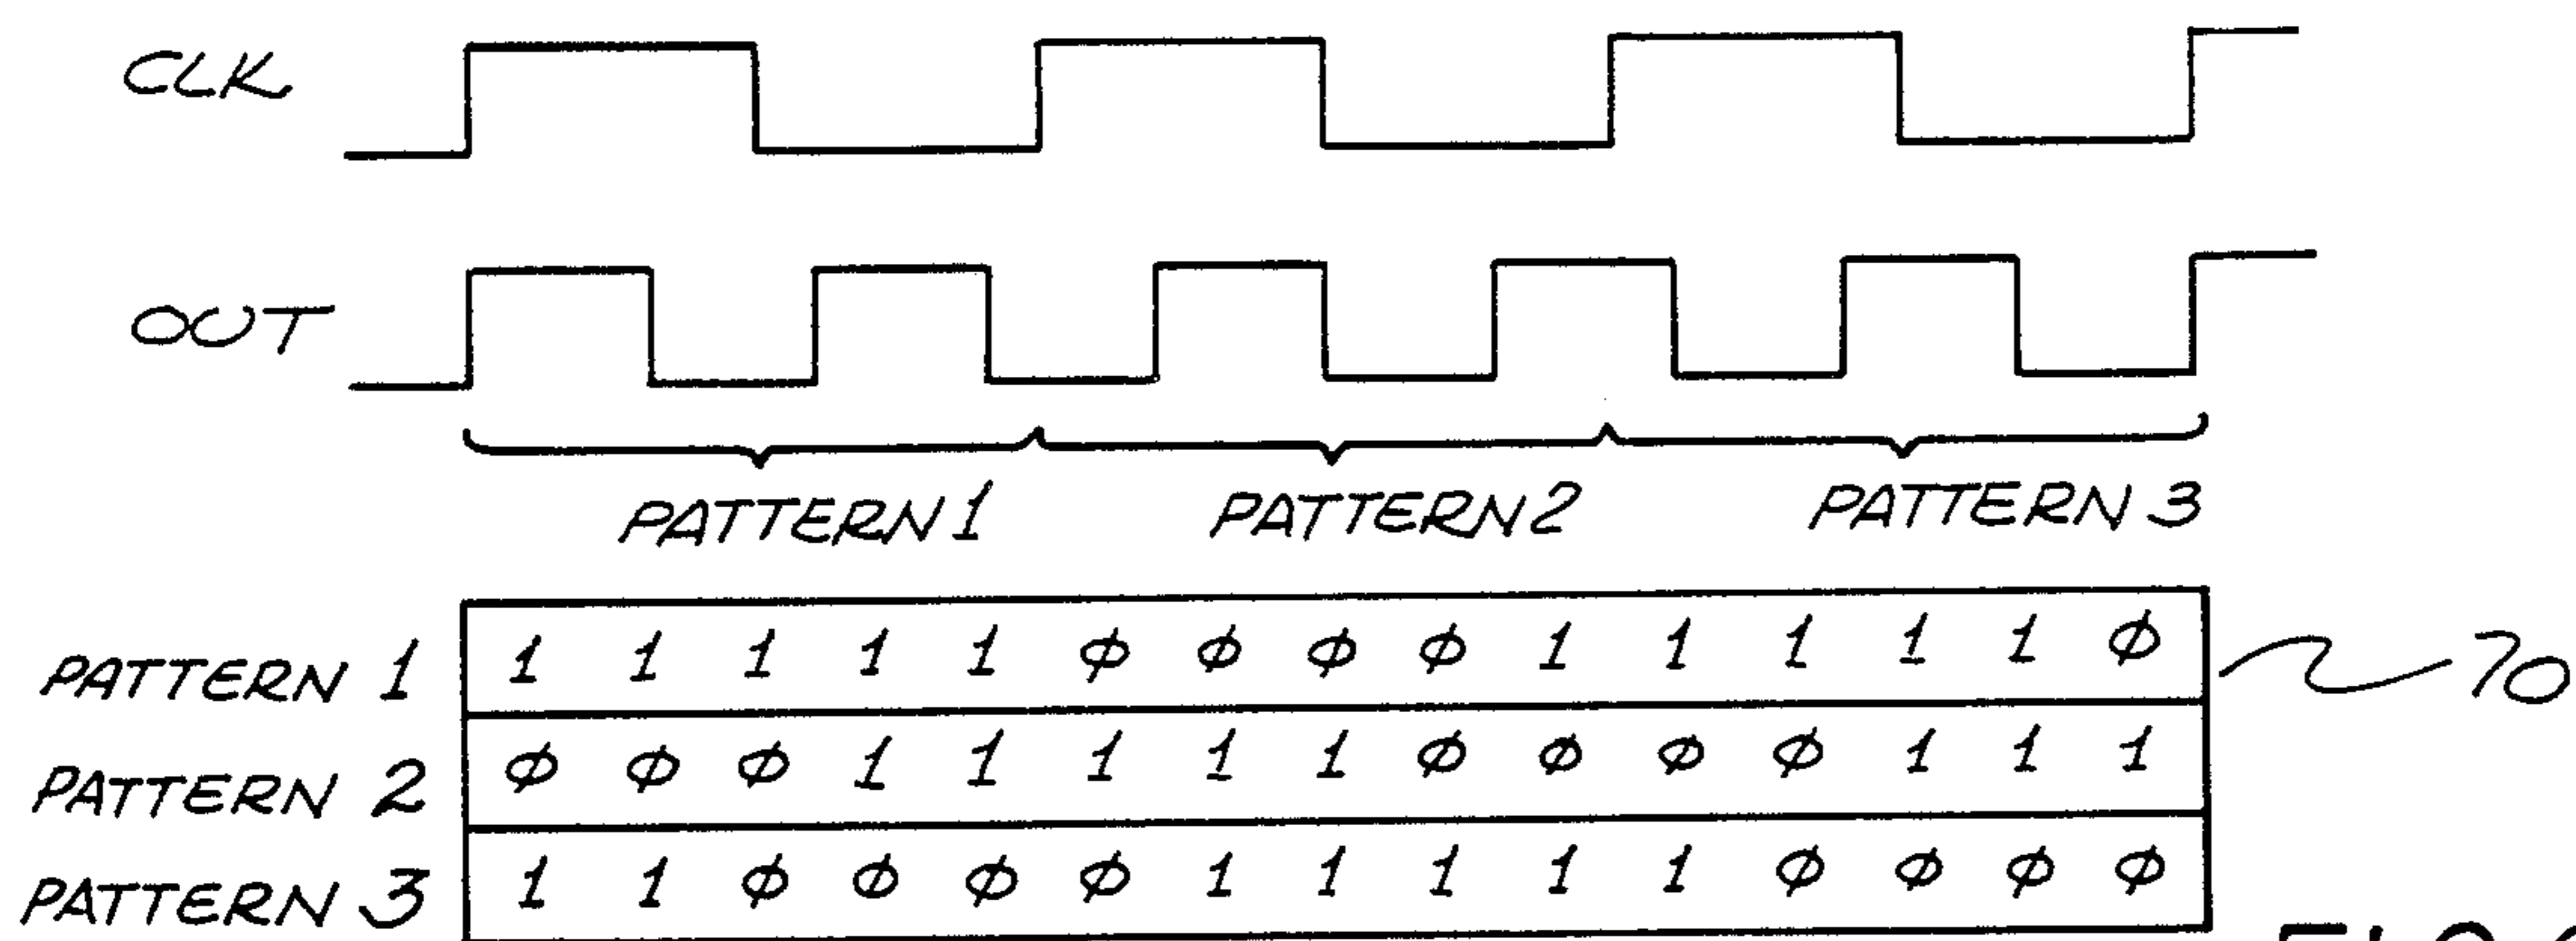 CLK
OUT
PATTERN 1 PATTERN 2 PATTERN 3
PATTERN 1 1 1 1 1 1 φ φ φ φ 1 1 1 1 1 φ 70
PATTERN 2 φ φ φ 1 1 1 1 1 φ φ φ φ 1 1 1
PATTERN 3 1 1 φ φ φ φ 1 1 1 1 1 φ φ φ φ